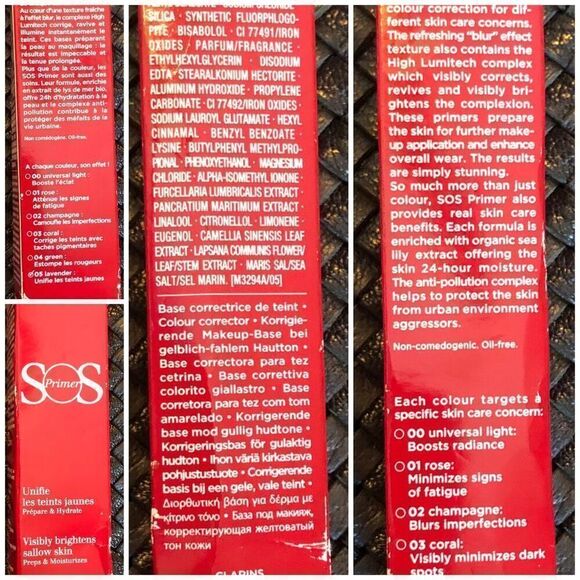 Au cœur d'une texture fraîche
à l'effet blur, le complexe High
Lumitech corrige, ravive et
illumine instantanément le
teint. Ces bases préparent
la peau au maquillage : le
résultat est impeccable et
la tenue prolongée.
Plus que de la couleur, les
SOS Primer sont aussi des
soins. Leur formule, enrichie
en extrait de lys de mer bio,
offre 24h d'hydratation à la
peau et le complexe anti-
pollution contribue à la
protéger des méfaits de la
vie urbaine.
Non comédogène. Oil-free.
A chaque couleur, son effet !
00 universal light :
Booste l'éclat
01 rose :
Atténue les signes
de fatigue
02 champagne :
Camoufle les imperfections
03 coral :
Corrige les teints avec
taches pigmentaires
04 green :
Estompe les rougeurs
05 lavender :
Unifie les teints jaunes
SOS
Primer
Unifie
les teints jaunes
Prépare & Hydrate
Visibly brightens
sallow skin
Preps & Moisturizes
SILICA • SYNTHETIC FLUORPHLOGO-
PITE • BISABOLOL • CI 77491/IRON
OXIDES • PARFUM/FRAGRANCE •
ETHYLHEXYLGLYCERIN • DISODIUM
EDTA • STEARALKONIUM HECTORITE •
ALUMINUM HYDROXIDE • PROPYLENE
CARBONATE • CI 77492/IRON OXIDES •
SODIUM LAUROYL GLUTAMATE • HEXYL
CINNAMAL • BENZYL BENZOATE •
LYSINE • BUTYLPHENYL METHYLPRO-
PIONAL • PHENOXYETHANOL • MAGNESIUM
CHLORIDE • ALPHA-ISOMETHYL IONONE •
FURCELLARIA LUMBRICALIS EXTRACT •
PANCRATIUM MARITIMUM EXTRACT •
LINALOOL • CITRONELLOL • LIMONENE •
EUGENOL • CAMELLIA SINENSIS LEAF
EXTRACT • LAPSANA COMMUNIS FLOWER/
LEAF/STEM EXTRACT • MARIS SAL/SEA
SALT/SEL MARIN. [M3294A/05]
Base correctrice de teint •
Colour corrector • Korrigie-
rende Makeup-Base bei
gelblich-fahlem Hautton •
Base correctora para tez
cetrina • Base correttiva
colorito giallastro • Base
corretora para tez com tom
amarelado • Korrigerende
base mod gullig hudtone •
Korrigeringsbas för gulaktig
hudton • Ihon väriä kirkastava
pohjustustuote • Corrigerende
basis bij een gele, vale teint •
Διορθωτική βάση για δέρμα με
κίτρινο τόνο • База под макияж,
корректирующая желтоватый
тон кожи
CLARINS
colour correction for dif-
ferent skin care concerns.
The refreshing "blur" effect
texture also contains the
High Lumitech complex
which visibly corrects,
revives and visibly bri-
ghtens the complexion.
These primers prepare
the skin for further make-
up application and enhance
overall wear. The results
are simply stunning.
So much more than just
colour, SOS Primer also
provides real skin care
benefits. Each formula is
enriched with organic sea
lily extract offering the
skin 24-hour moisture.
The anti-pollution complex
helps to protect the skin
from urban environment
aggressors.
Non-comedogenic. Oil-free.
Each colour targets a
specific skin care concern:
00 universal light:
Boosts radiance
01 rose:
Minimizes signs
of fatigue
02 champagne:
Blurs imperfections
03 coral:
Visibly minimizes dark
spots